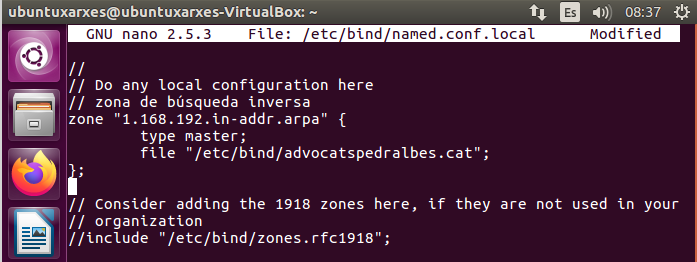 ubuntuxarxes@ubuntuxarxes-VirtualBox: ~ Es 08:37
GNU nano 2.5.3 File: /etc/bind/named.conf.local Modified
//
// Do any local configuration here
// zona de búsqueda inversa
zone "1.168.192.in-addr.arpa" {
type master;
file "/etc/bind/advocatspedralbes.cat";
};
// Consider adding the 1918 zones here, if they are not used in your
// organization
//include "/etc/bind/zones.rfc1918";